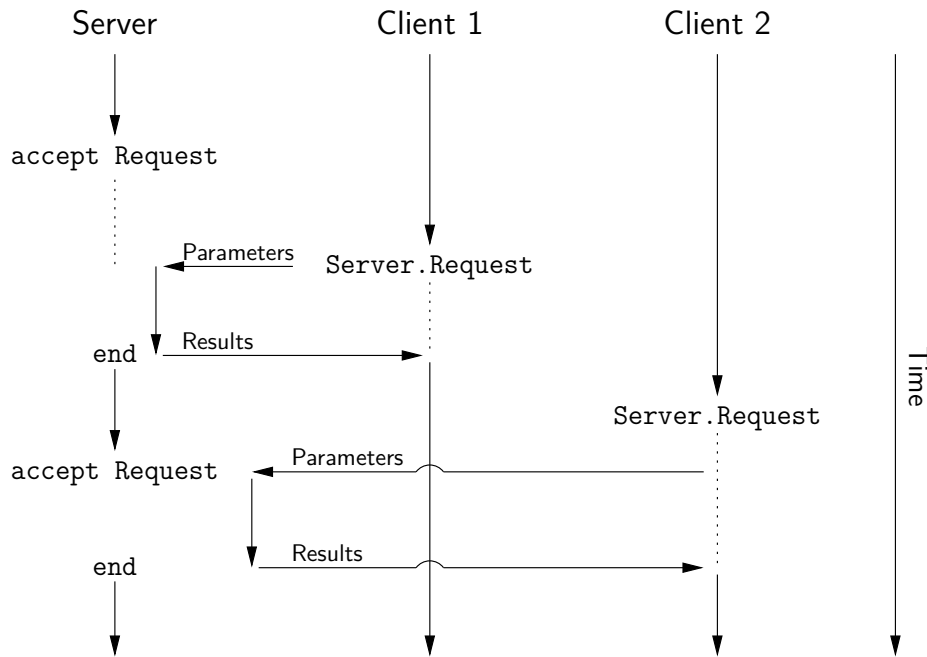 Server Client 1 Client 2
accept Request
Parameters
Server.Request
Results
end
Time
Server.Request
Parameters
accept Request
Results
end